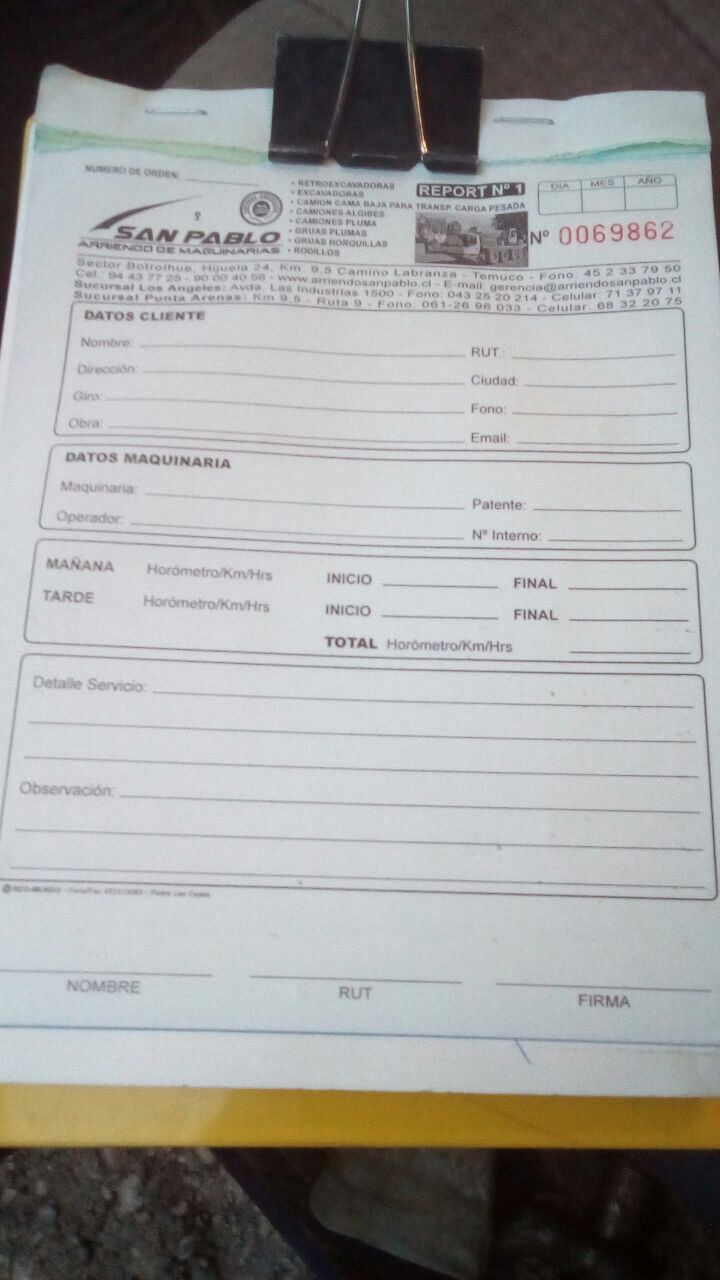 NUMERO DE ORDEN:
SAN PABLO
ARRIENDO DE MAQUINARIAS
• RETROEXCAVADORAS
• EXCAVADORAS
• CAMION CAMA BAJA PARA TRANSP. CARGA PESADA
• CAMIONES ALGIBES
• CAMIONES PLUMA
• GRUAS PLUMAS
• GRUAS HORQUILLAS
• RODILLOS
REPORT Nº 1
DIA MES AÑO
Nº 0069862
Sector Botrolhue, Hijuela 24, Km. 9,5 Camino Labranza - Temuco - Fono: 45 2 33 79 50
Cel. 94 43 77 25 - 90 00 40 56 - www.arriendosanpablo.cl - E-mail: gerencia@arriendosanpablo.cl
Sucursal Los Angeles: Avda. Las Industrias 1500 - Fono: 043 25 20 214 - Celular: 71 37 97 11
Sucursal Punta Arenas: Km 9,5 - Ruta 9 - Fono: 061-26 96 033 - Celular: 68 32 20 75
DATOS CLIENTE
Nombre: RUT.:
Dirección: Ciudad:
Giro: Fono:
Obra: Email:
DATOS MAQUINARIA
Maquinaria: Patente:
Operador: Nº Interno:
MAÑANA Horómetro/Km/Hrs INICIO FINAL
TARDE Horómetro/Km/Hrs INICIO FINAL
TOTAL Horómetro/Km/Hrs
Detalle Servicio:
Observación:
NOMBRE RUT FIRMA